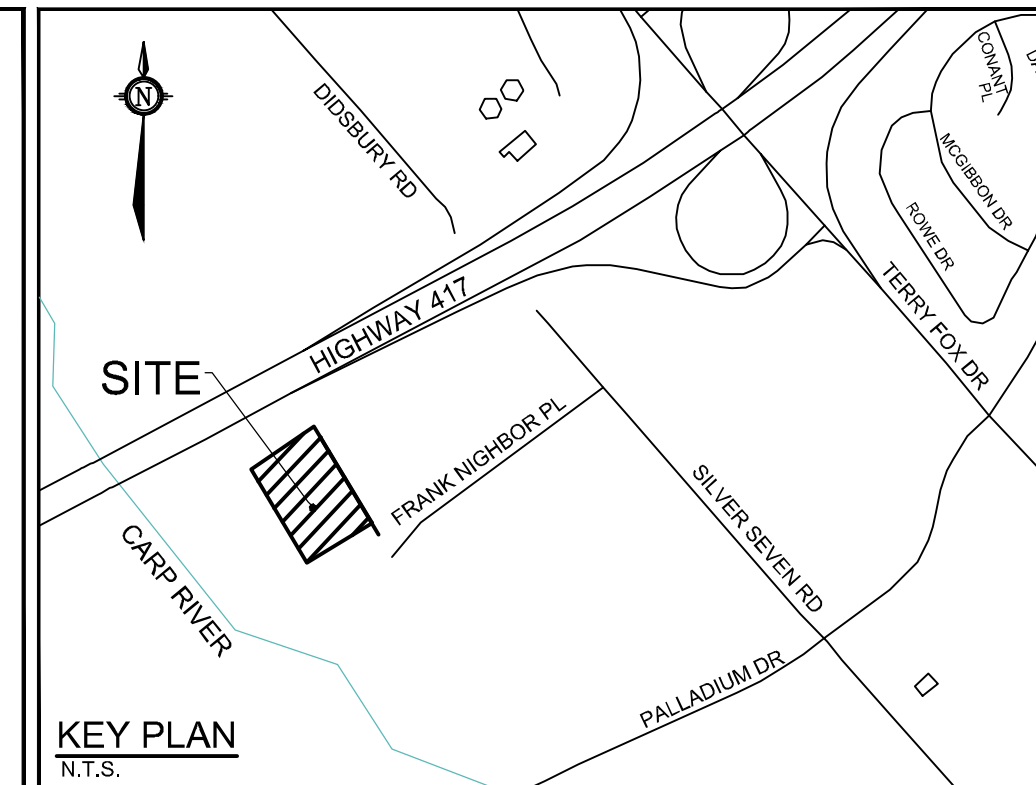 CONANT
PL
N
DIDSBURY RD
MCGIBBON DR
ROWE DR
TERRY FOX DR
HIGHWAY 417
SITE
FRANK NIGHBOR PL
SILVER SEVEN RD
CARP RIVER
PALLADIUM DR
KEY PLAN
N.T.S.